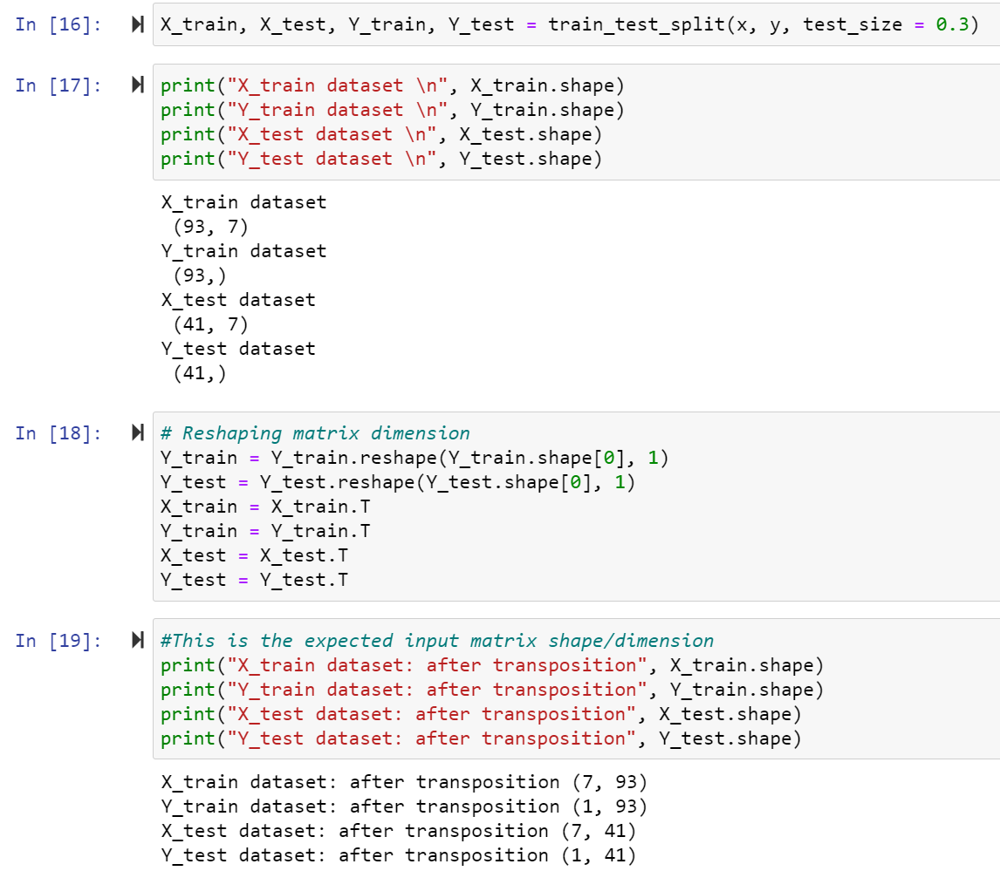 In [16]: X_train, X_test, Y_train, Y_test = train_test_split(x, y, test_size = 0.3)
In [17]: print("X_train dataset \n", X_train.shape)
print("Y_train dataset \n", Y_train.shape)
print("X_test dataset \n", X_test.shape)
print("Y_test dataset \n", Y_test.shape)
X_train dataset
(93, 7)
Y_train dataset
(93,)
X_test dataset
(41, 7)
Y_test dataset
(41,)
In [18]: # Reshaping matrix dimension
Y_train = Y_train.reshape(Y_train.shape[0], 1)
Y_test = Y_test.reshape(Y_test.shape[0], 1)
X_train = X_train.T
Y_train = Y_train.T
X_test = X_test.T
Y_test = Y_test.T
In [19]: #This is the expected input matrix shape/dimension
print("X_train dataset: after transposition", X_train.shape)
print("Y_train dataset: after transposition", Y_train.shape)
print("X_test dataset: after transposition", X_test.shape)
print("Y_test dataset: after transposition", Y_test.shape)
X_train dataset: after transposition (7, 93)
Y_train dataset: after transposition (1, 93)
X_test dataset: after transposition (7, 41)
Y_test dataset: after transposition (1, 41)